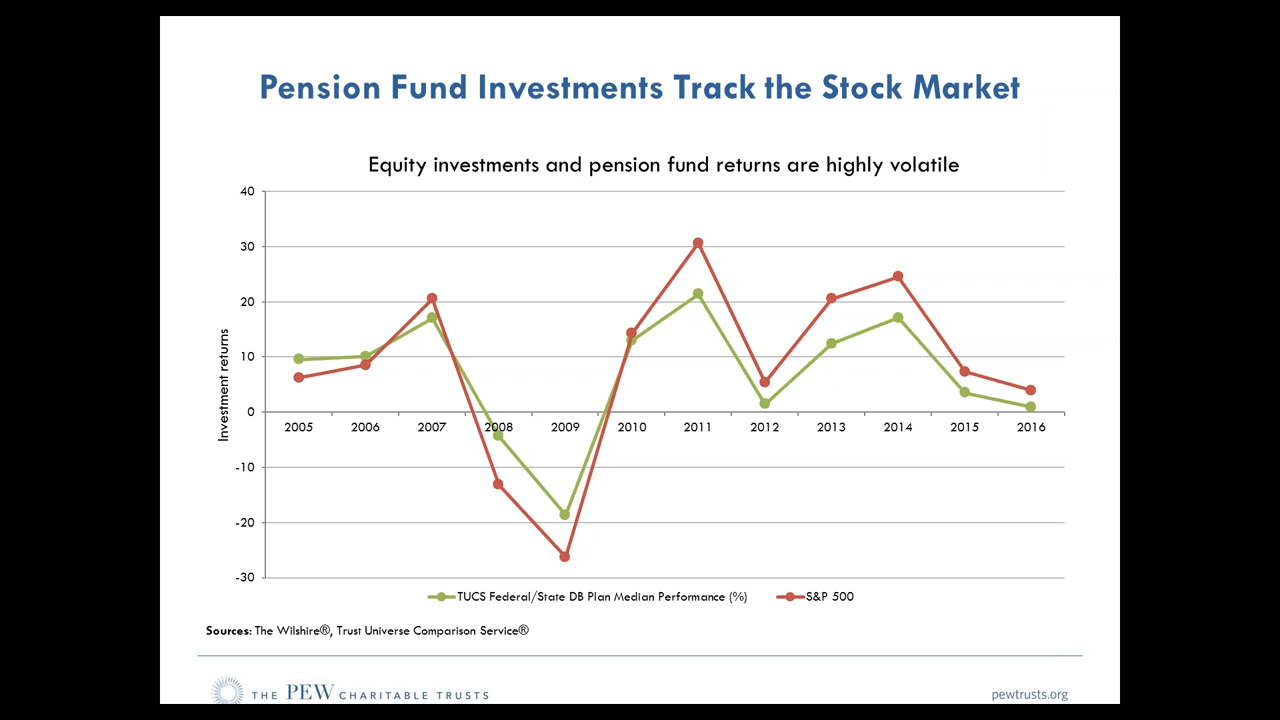 Pension Fund Investments Track the Stock Market
Equity investments and pension fund returns are highly volatile
40
30
20
10
0
-10
-20
-30
Investment returns
2005 2006 2007 2008 2009 2010 2011 2012 2013 2014 2015 2016
TUCS Federal/State DB Plan Median Performance (%) S&P 500
Sources: The Wilshire®, Trust Universe Comparison Service®
THE PEW CHARITABLE TRUSTS pewtrusts.org